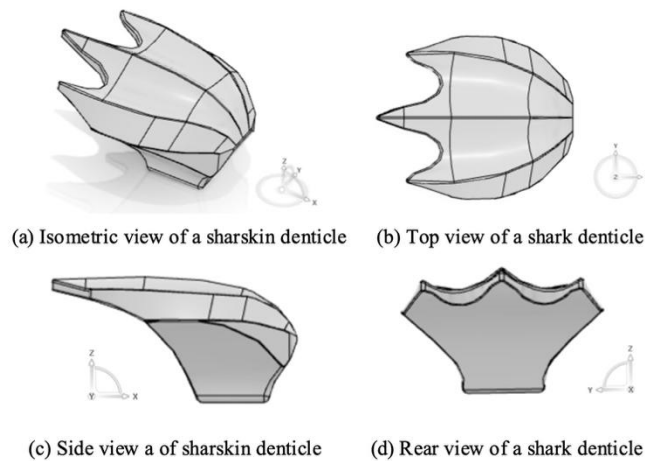 Z
Y
X
Y
Z
(a) Isometric view of a sharskin denticle
(b) Top view of a shark denticle
Z
Y
X
Z
Y
X
(c) Side view a of sharskin denticle
(d) Rear view of a shark denticle